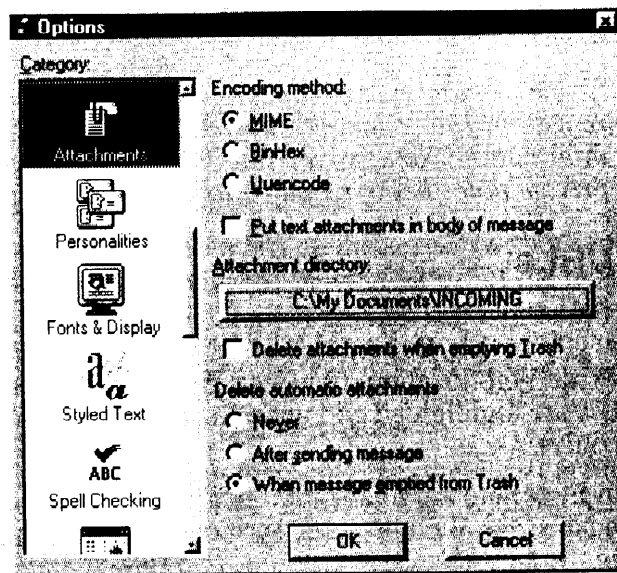 Options
Category:
Attachments
Personalities
Fonts & Display
Styled Text
ABC
Spell Checking
Encoding method:
MIME
BinHex
Uuencode
Put text attachments in body of message
Attachment directory:
C:\My Documents\INCOMING
Delete attachments when emptying Trash
Delete automatic attachments
Never
After sending message
When message emptied from Trash
OK
Cancel